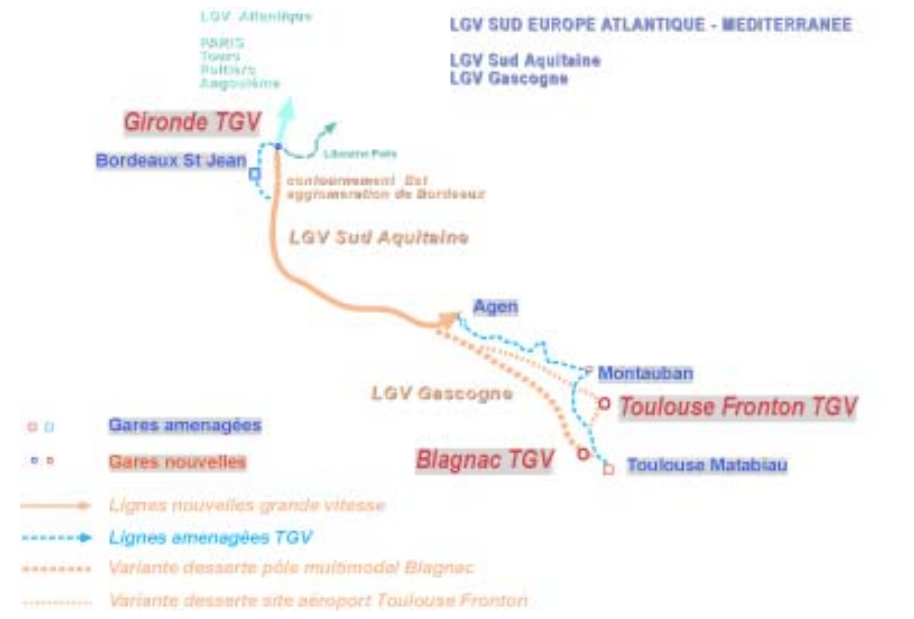 LGV Atlantique
PARIS
Tours
Poitiers
Angoulême
LGV SUD EUROPE ATLANTIQUE - MEDITERRANEE
LGV Sud Aquitaine
LGV Gascogne
Gironde TGV
Bordeaux St Jean
Libourne Paris
contournement Est
agglomeration de Bordeaux
LGV Sud Aquitaine
Agen
Montauban
LGV Gascogne
Toulouse Fronton TGV
Blagnac TGV
Toulouse Matabiau
Gares amenagées
Gares nouvelles
Lignes nouvelles grande vitesse
Lignes amenagées TGV
Variante desserte pôle multimodel Blagnac
Variante desserte site aéroport Toulouse Fronton